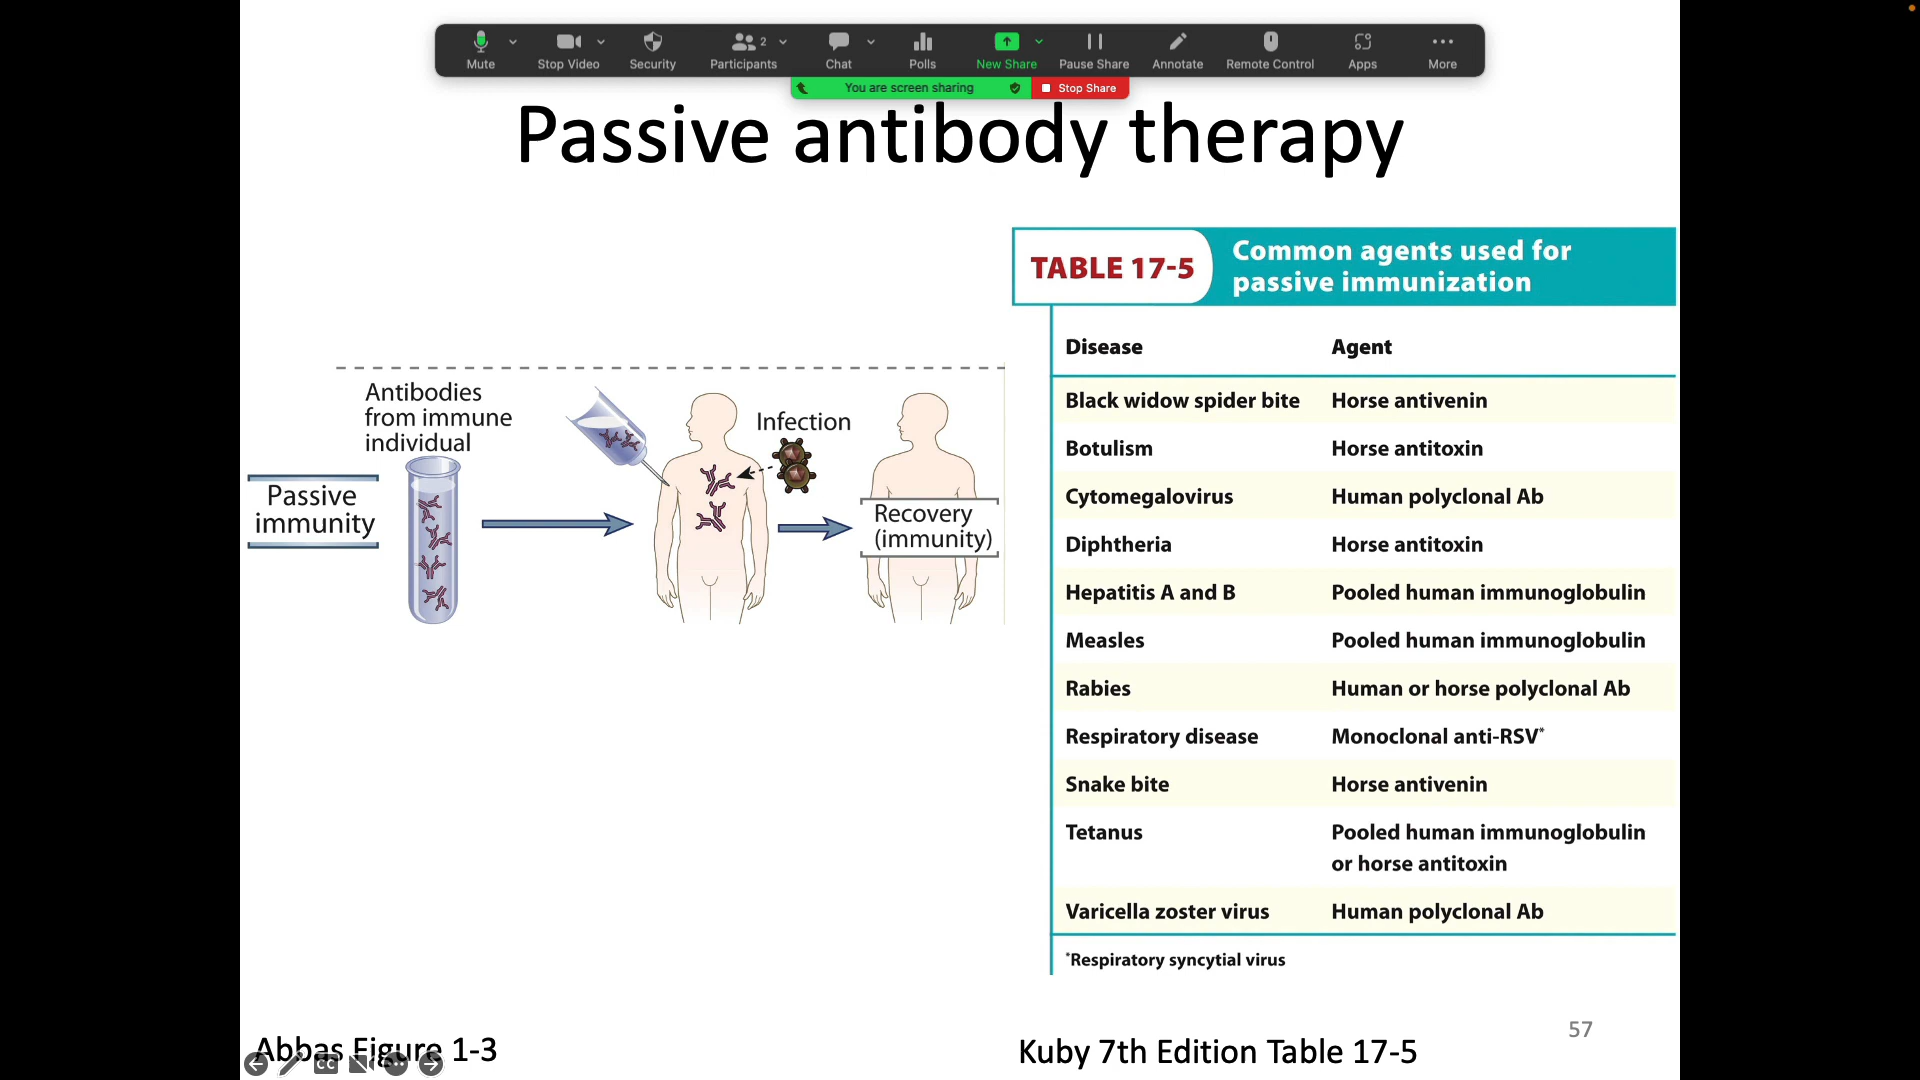 Mute
Stop Video
Security
Participants
2
Chat
Polls
New Share
Pause Share
Annotate
Remote Control
Apps
More
You are screen sharing
Stop Share
Passive antibody therapy
Passive
immunity
Antibodies
from immune
individual
Infection
Recovery
(immunity)
TABLE 17-5
Common agents used for
passive immunization
Disease Agent
Black widow spider bite Horse antivenin
Botulism Horse antitoxin
Cytomegalovirus Human polyclonal Ab
Diphtheria Horse antitoxin
Hepatitis A and B Pooled human immunoglobulin
Measles Pooled human immunoglobulin
Rabies Human or horse polyclonal Ab
Respiratory disease Monoclonal anti-RSV*
Snake bite Horse antivenin
Tetanus Pooled human immunoglobulin
or horse antitoxin
Varicella zoster virus Human polyclonal Ab
*Respiratory syncytial virus
57
Abbas Figure 1-3
CC
Kuby 7th Edition Table 17-5